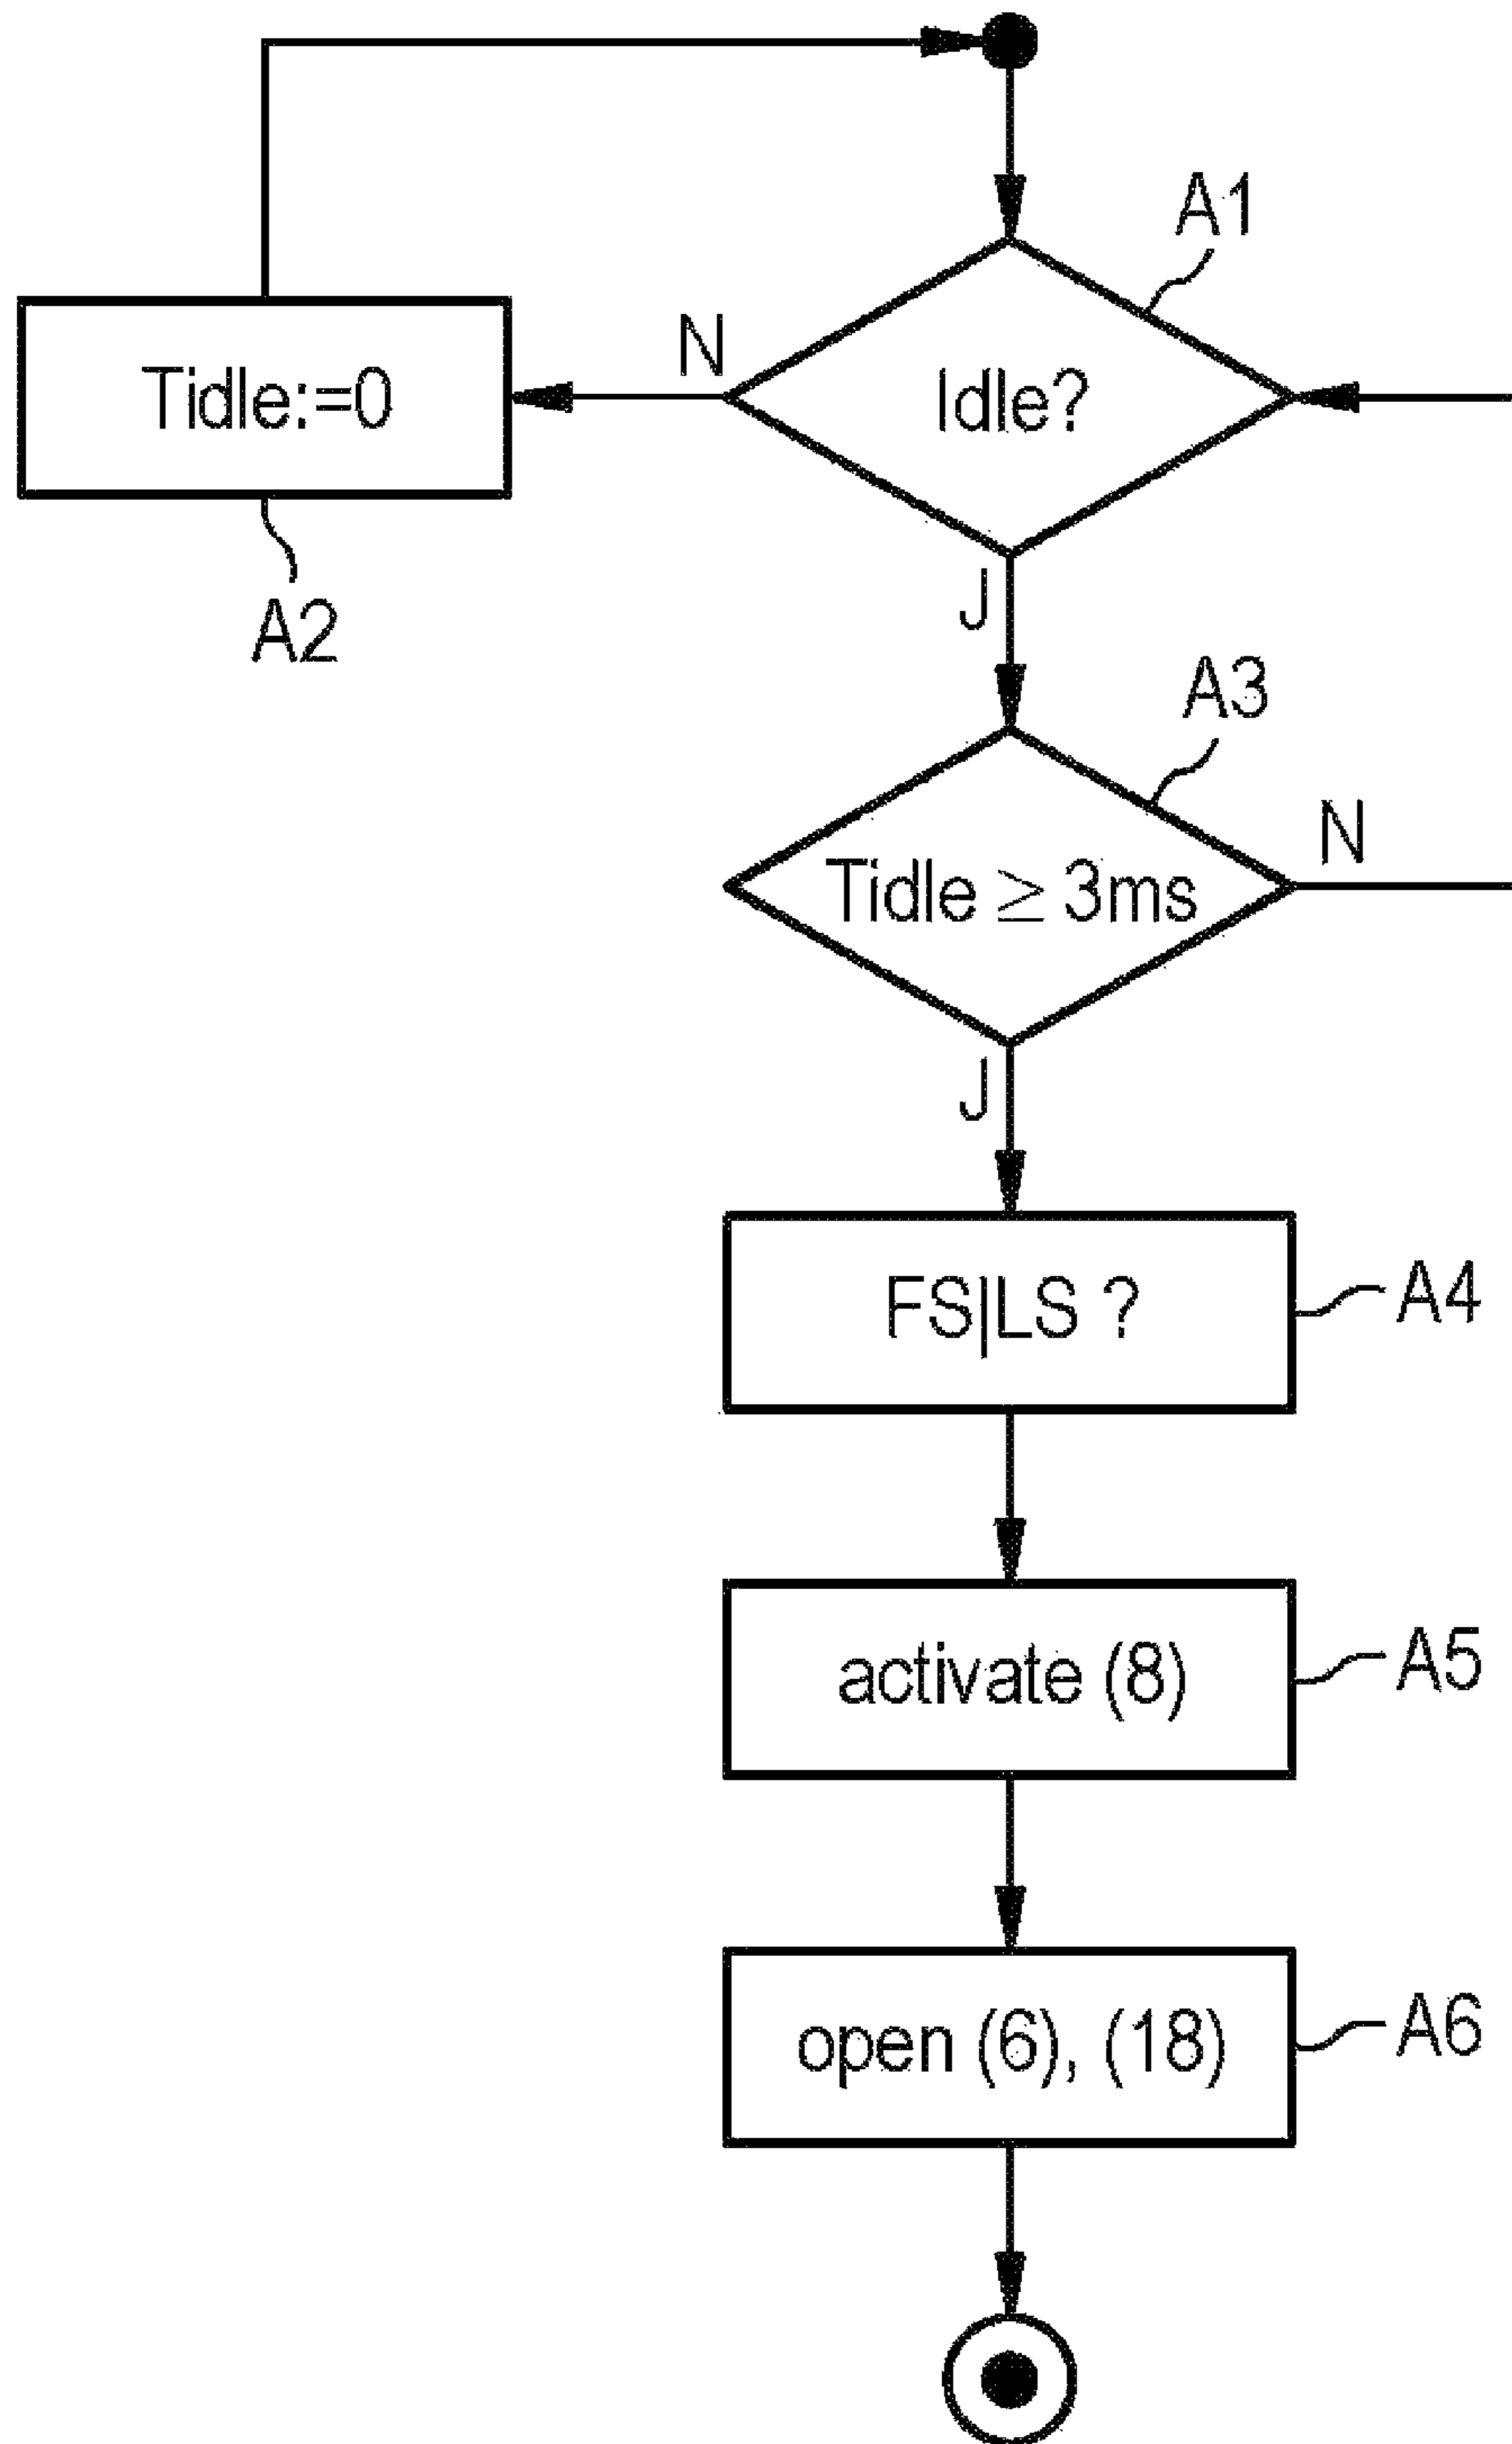 A1
N
Idle?
Tidle:=0
J
A2
A3
N
Tidle ≥ 3ms
J
FS|LS ?
A4
activate (8)
A5
open (6), (18)
A6